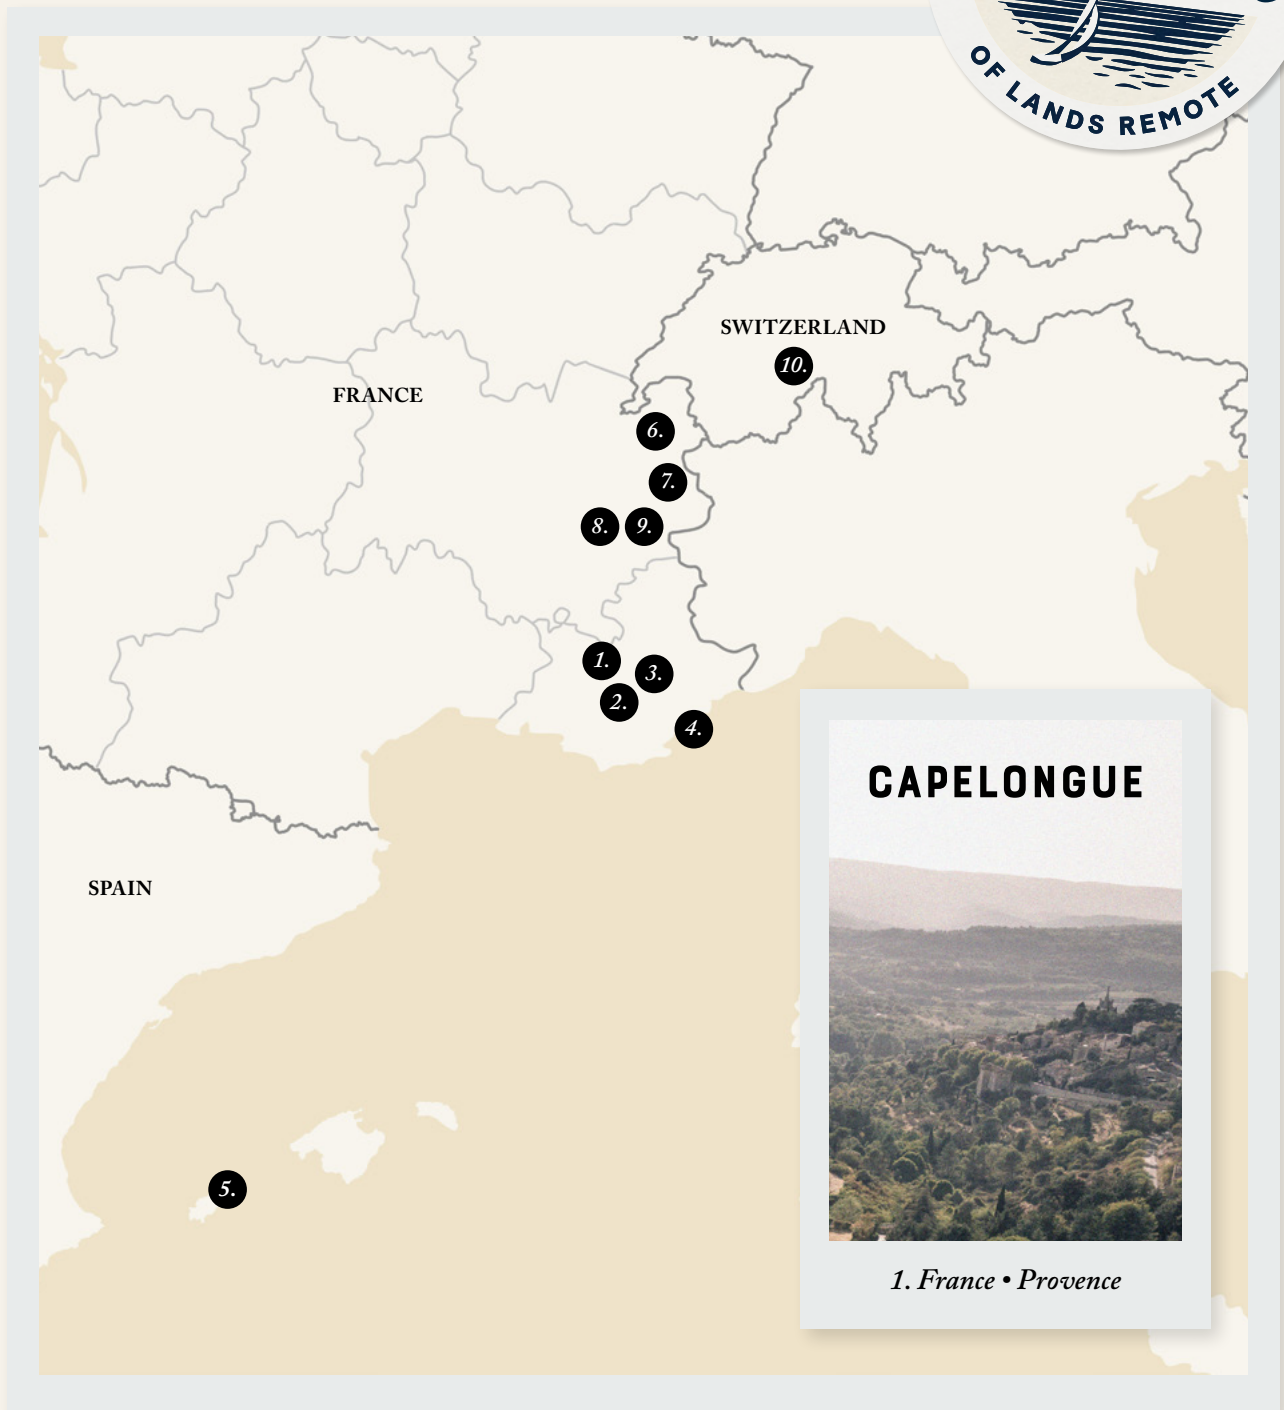 OF LANDS REMOTE
SWITZERLAND
10.
FRANCE
6.
7.
8.
9.
1.
3.
2.
4.
CAPELONGUE
SPAIN
5.
1. France • Provence